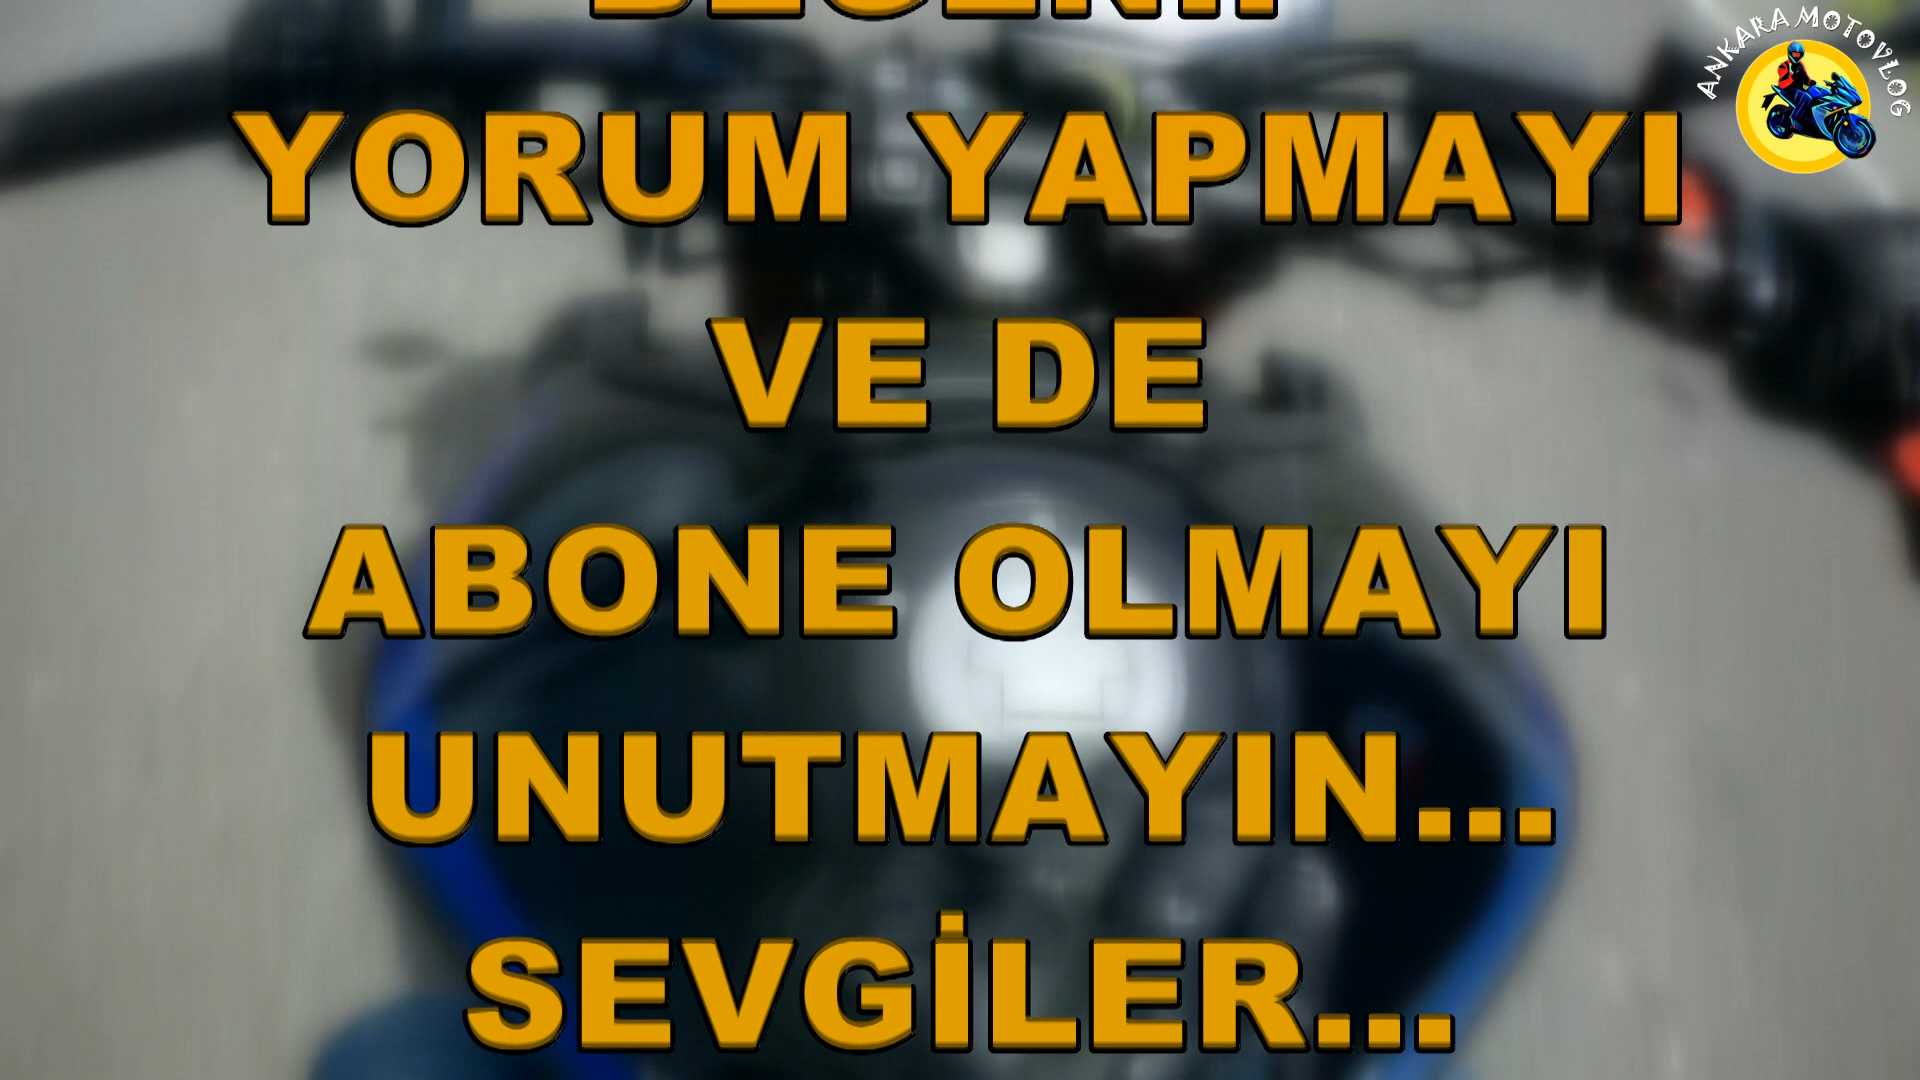 YORUM YAPMAYI
VE DE
ABONE OLMAYI
UNUTMAYIN...
SEVGİLER...
ANKARA MOTOVLOG